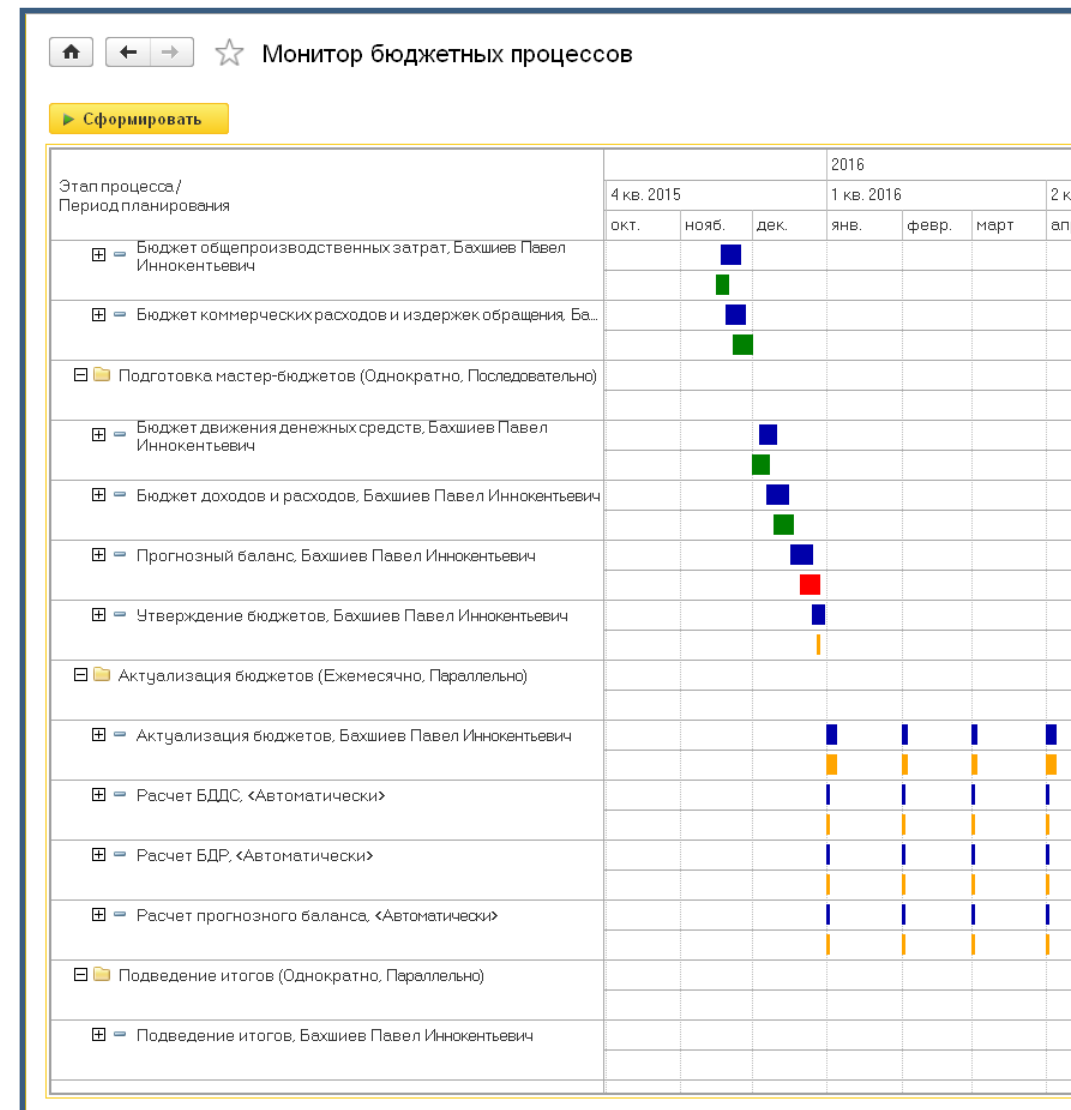 Монитор бюджетных процессов
Сформировать
Этап процесса/
Период планирования
2016
4 кв. 2015
1 кв. 2016
2 к
окт.
нояб.
дек.
янв.
февр.
март
ап
Бюджет общепроизводственных затрат, Бахшиев Павел
Иннокентьевич
Бюджет коммерческих расходов и издержек обращения, Ба...
Подготовка мастер-бюджетов (Однократно, Последовательно)
Бюджет движения денежных средств, Бахшиев Павел
Иннокентьевич
Бюджет доходов и расходов, Бахшиев Павел Иннокентьевич
Прогнозный баланс, Бахшиев Павел Иннокентьевич
Утверждение бюджетов, Бахшиев Павел Иннокентьевич
Актуализация бюджетов (Ежемесячно, Параллельно)
Актуализация бюджетов, Бахшиев Павел Иннокентьевич
Расчет БДДС, <Автоматически>
Расчет БДР, <Автоматически>
Расчет прогнозного баланса, <Автоматически>
Подведение итогов (Однократно, Параллельно)
Подведение итогов, Бахшиев Павел Иннокентьевич